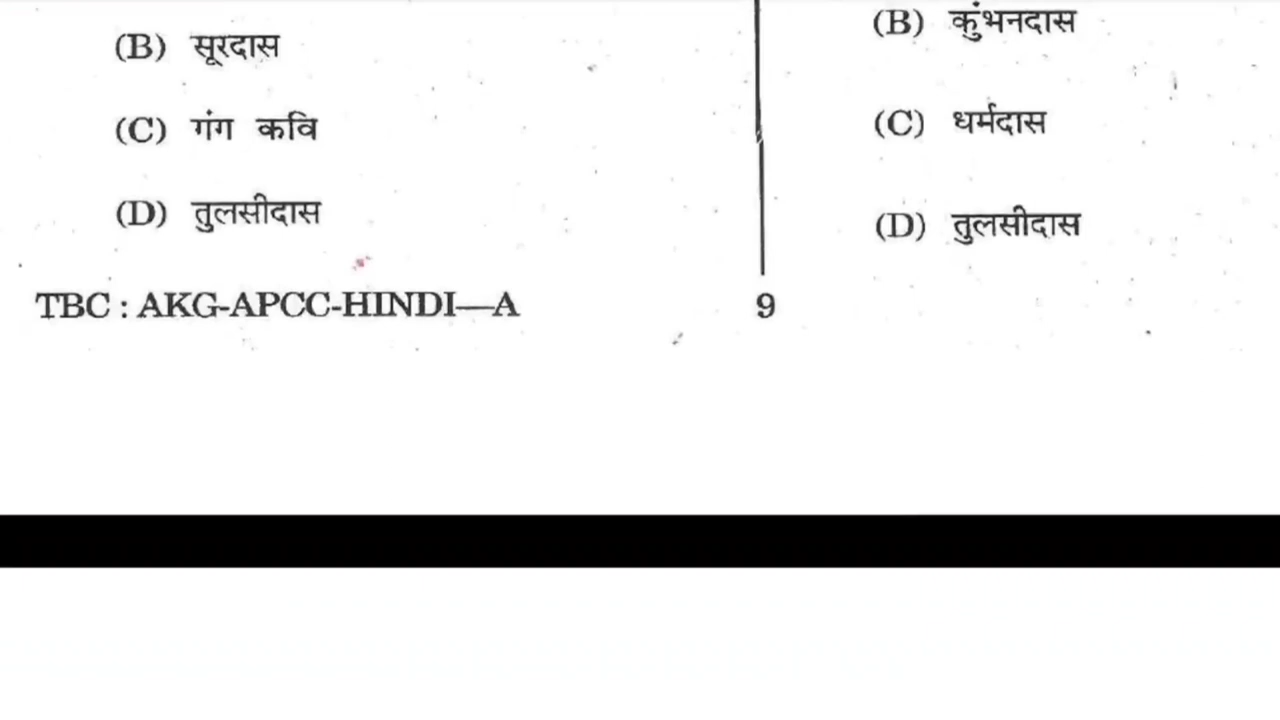 (B) सूरदास
(C) गंग कवि
(D) तुलसीदास
(B) कुंभनदास
(C) धर्मदास
(D) तुलसीदास
TBC : AKG-APCC-HINDI—A
9